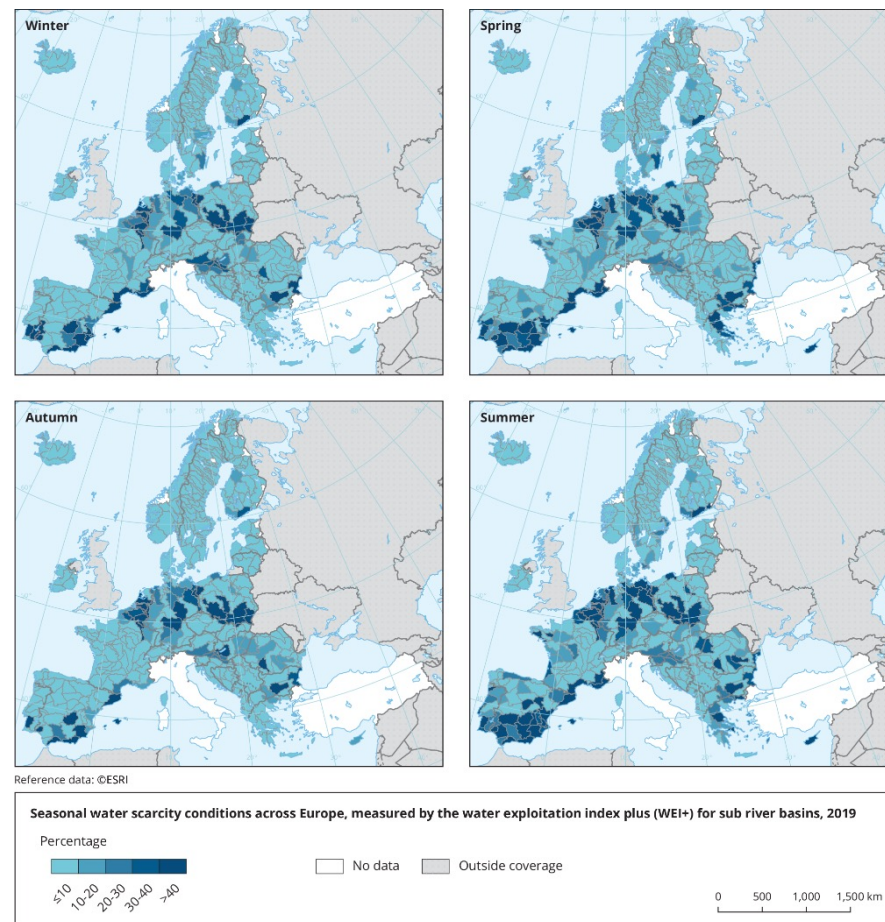 Winter
Spring
Autumn
Summer
Reference data: ©ESRI
Seasonal water scarcity conditions across Europe, measured by the water exploitation index plus (WEI+) for sub river basins, 2019
Percentage
≤10
10-20
20-30
30-40
>40
No data
Outside coverage
0 500 1,000 1,500 km